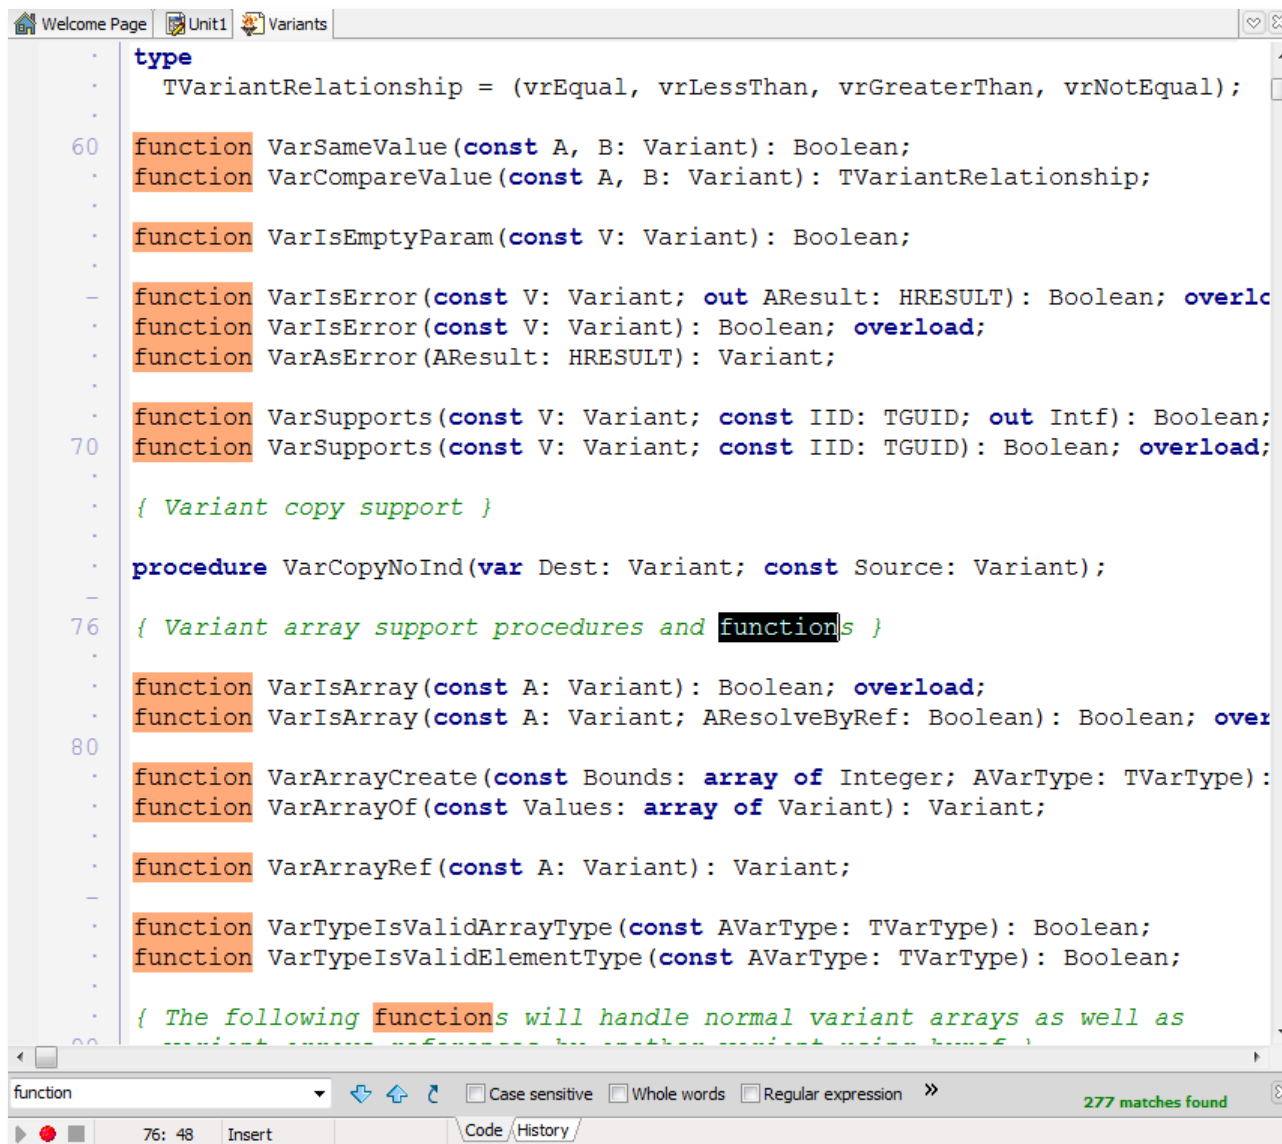 Welcome Page Unit1 Variants
type
TVariantRelationship = (vrEqual, vrLessThan, vrGreaterThan, vrNotEqual);
60 function VarSameValue(const A, B: Variant): Boolean;
function VarCompareValue(const A, B: Variant): TVariantRelationship;
function VarIsEmptyParam(const V: Variant): Boolean;
function VarIsError(const V: Variant; out AResult: HRESULT): Boolean; overlo
function VarIsError(const V: Variant): Boolean; overload;
function VarAsError(AResult: HRESULT): Variant;
function VarSupports(const V: Variant; const IID: TGUID; out Intf): Boolean;
70 function VarSupports(const V: Variant; const IID: TGUID): Boolean; overload;
{ Variant copy support }
procedure VarCopyNoInd(var Dest: Variant; const Source: Variant);
76 { Variant array support procedures and functions }
function VarIsArray(const A: Variant): Boolean; overload;
function VarIsArray(const A: Variant; AResolveByRef: Boolean): Boolean; over
80
function VarArrayCreate(const Bounds: array of Integer; AVarType: TVarType):
function VarArrayOf(const Values: array of Variant): Variant;
function VarArrayRef(const A: Variant): Variant;
function VarTypeIsValidArrayType(const AVarType: TVarType): Boolean;
function VarTypeIsValidElementType(const AVarType: TVarType): Boolean;
{ The following functions will handle normal variant arrays as well as
function Case sensitive Whole words Regular expression » 277 matches found
76: 48 Insert Code History